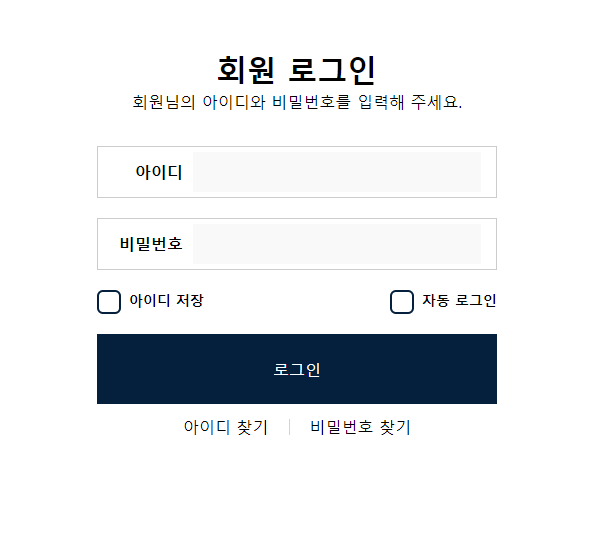 회원 로그인
회원님의 아이디와 비밀번호를 입력해 주세요.
아이디
비밀번호
아이디 저장 자동 로그인
로그인
아이디 찾기 비밀번호 찾기